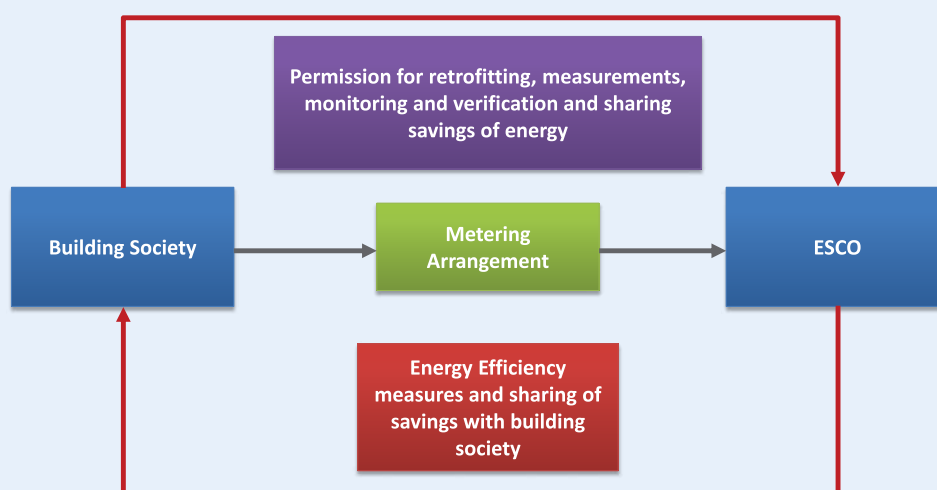 Permission for retrofitting, measurements,
monitoring and verification and sharing
savings of energy
Building Society
Metering
Arrangement
ESCO
Energy Efficiency
measures and sharing of
savings with building
society